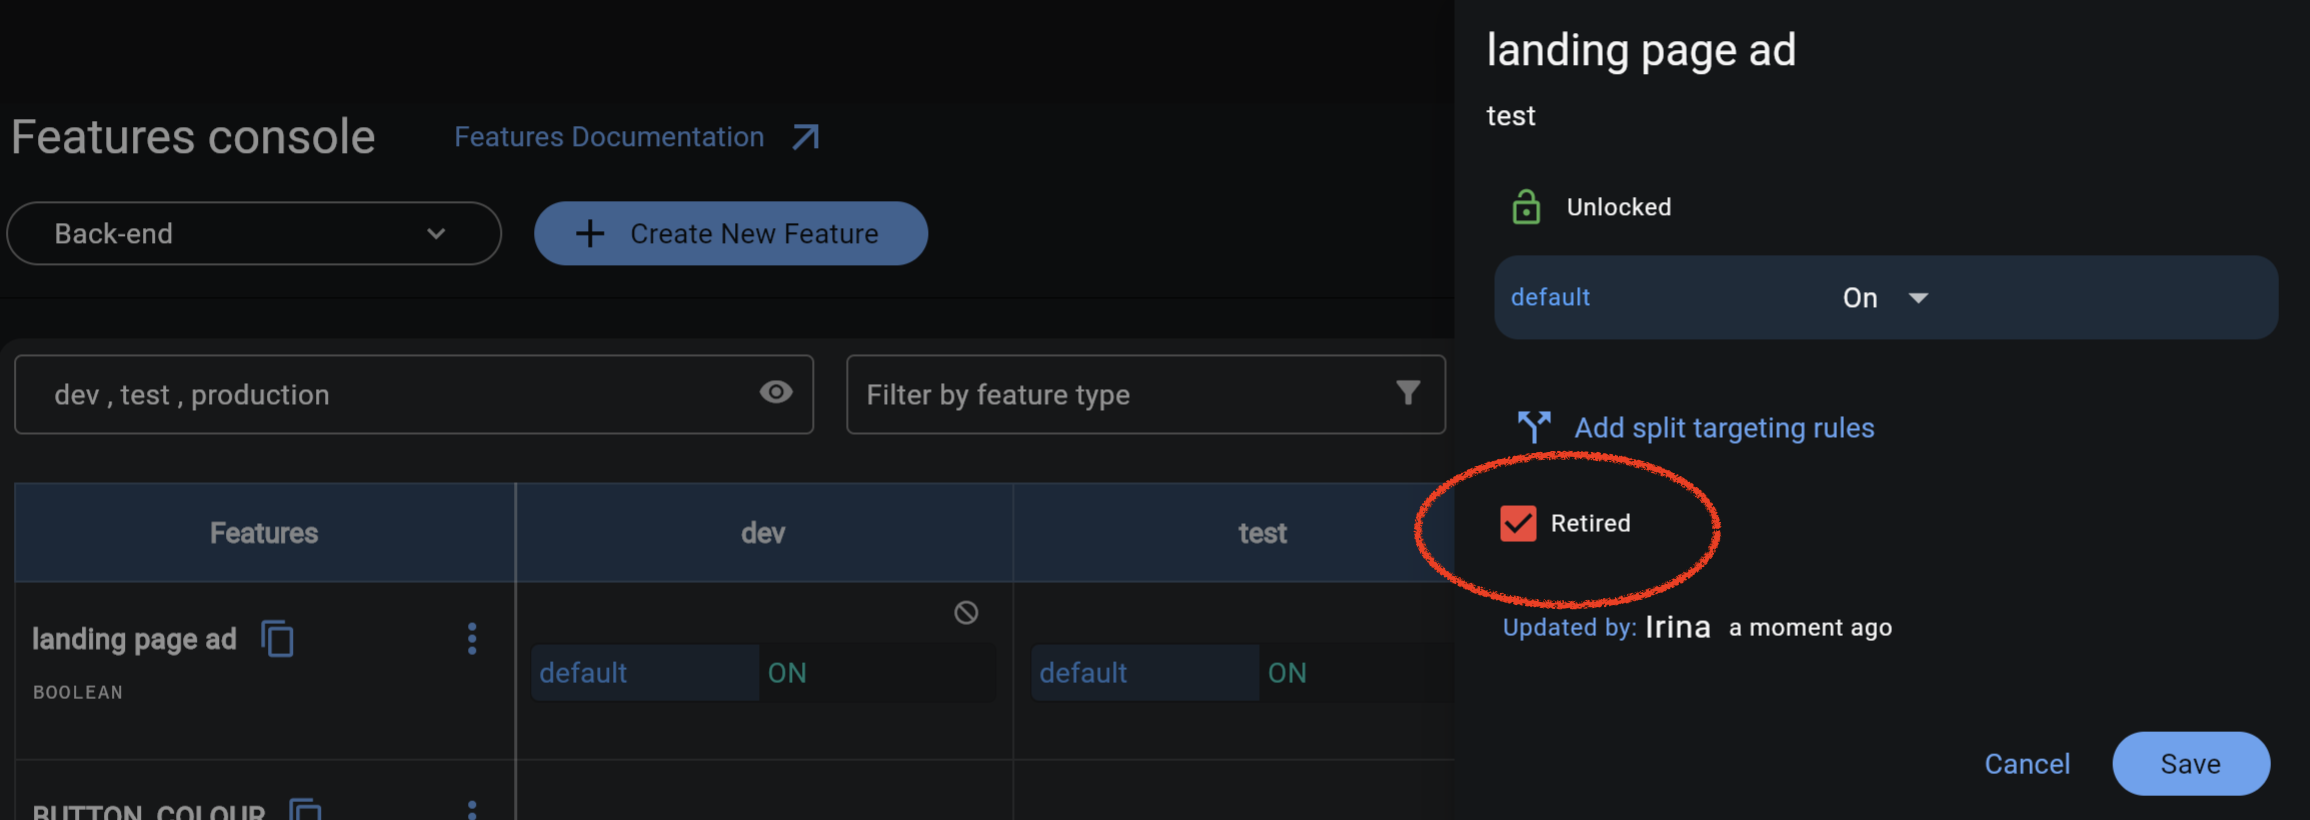 Features console
Features Documentation
Back-end
Create New Feature
dev , test , production
Filter by feature type
Features
dev
test
landing page ad
BOOLEAN
default
ON
default
ON
BUTTON_COLOUR
landing page ad
test
Unlocked
default
On
Add split targeting rules
Retired
Updated by: Irina a moment ago
Cancel
Save